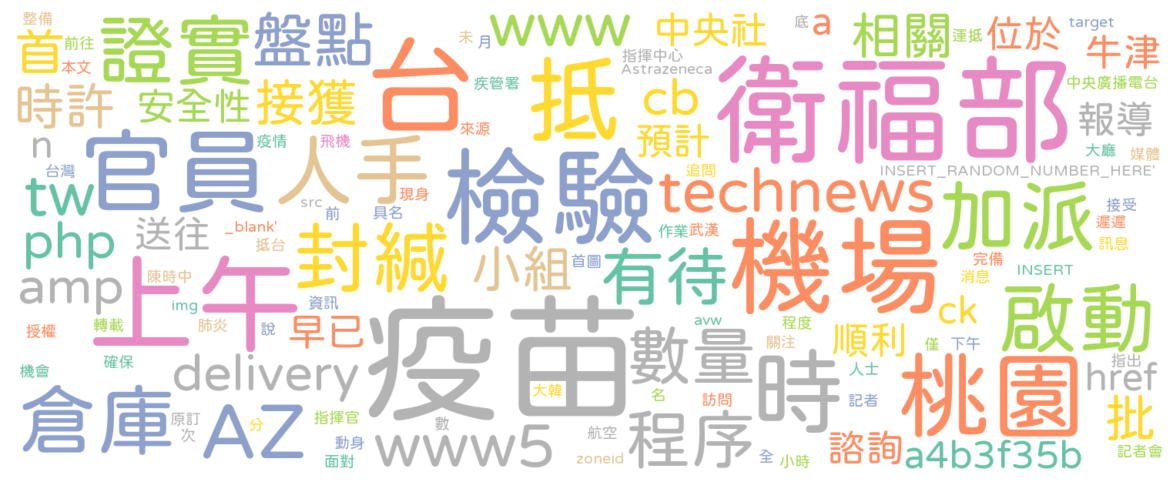 整備
首 前往
本文
時許
n
證實
盤點
安全性 接獲
台
www
未 月
疾管署
來源
抵
中央社
指揮中心
Astrazeneca
底 a
cb
預計
追問
相關 運抵
位於
target
牛津
中央廣播電台
報導
大廳 媒體
衛福部
INSERT_RANDOM_NUMBER_HERE'
台灣
tw
php
amp
官員
疫情 飛機
人手
src 前 具名 現身
送往 _blank'
抵台
封緘
檢驗
小組 首圖
作業 武漢
technews
有待
機場
加派
接受
遲遲
訊息
完備
消息
INSERT
上午
陳時中
img
資訊
授權 轉載 肺炎 說
早已
確保
機會
疫苗
大韓
avw
數量
程度
關注
時
順利
ck
僅 下午
啟動
指出
href
人士
記者
delivery
倉庫
原訂
次
AZ
分
指揮官
動身
面對
數
www5
航空
zoneid
名
訪問
程序
全 小時
諮詢
桃園
a4b3f35b
批
記者會